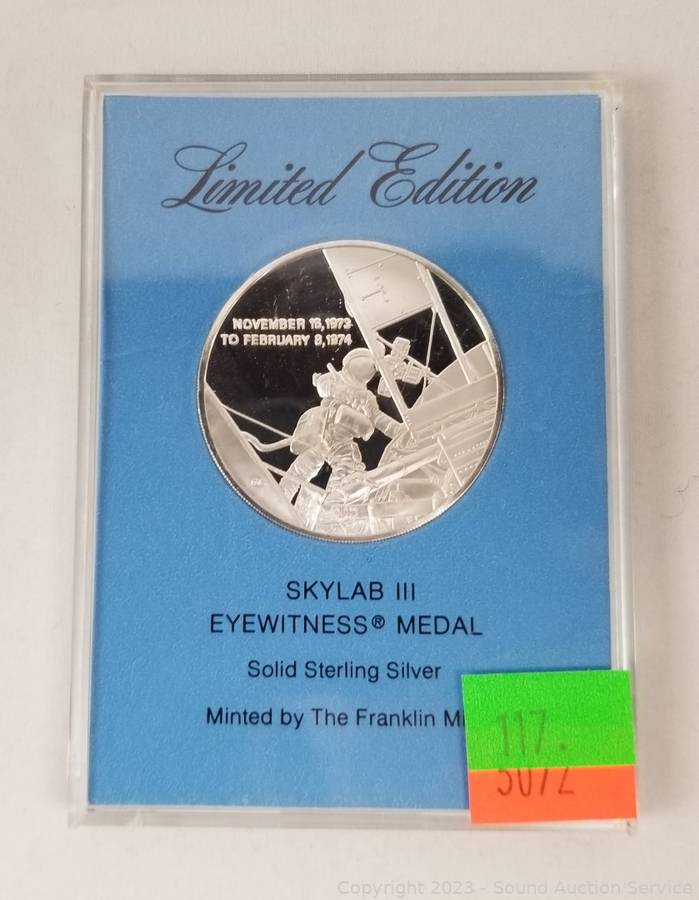 Limited Edition
NOVEMBER 16,1973
TO FEBRUARY 8,1974
SKYLAB III
EYEWITNESS® MEDAL
Solid Sterling Silver
Minted by The Franklin Mi
117.
5072
Copyright 2023 - Sound Auction Service